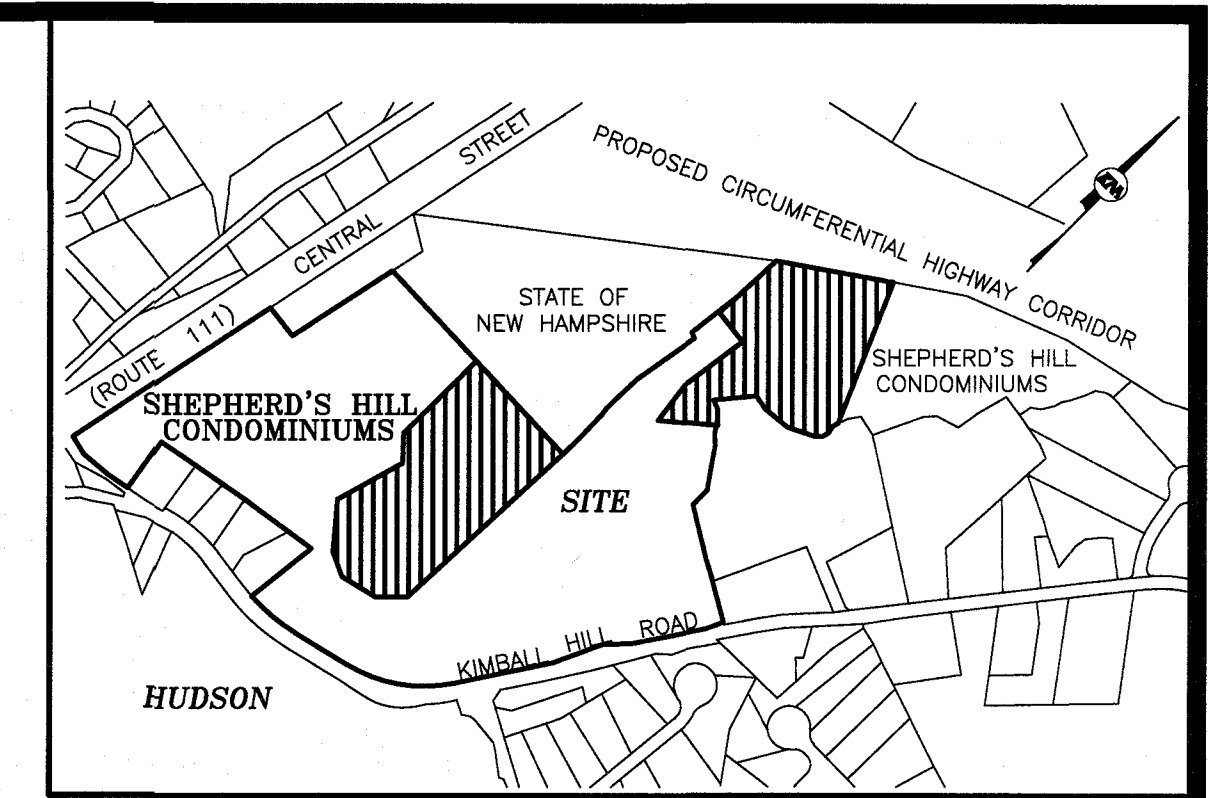 PROPOSED CIRCUMFERENTIAL HIGHWAY CORRIDOR
CENTRAL STREET
(ROUTE 111)
STATE OF
NEW HAMPSHIRE
SHEPHERD'S HILL
CONDOMINIUMS
SHEPHERD'S HILL
CONDOMINIUMS
SITE
KIMBALL HILL ROAD
HUDSON